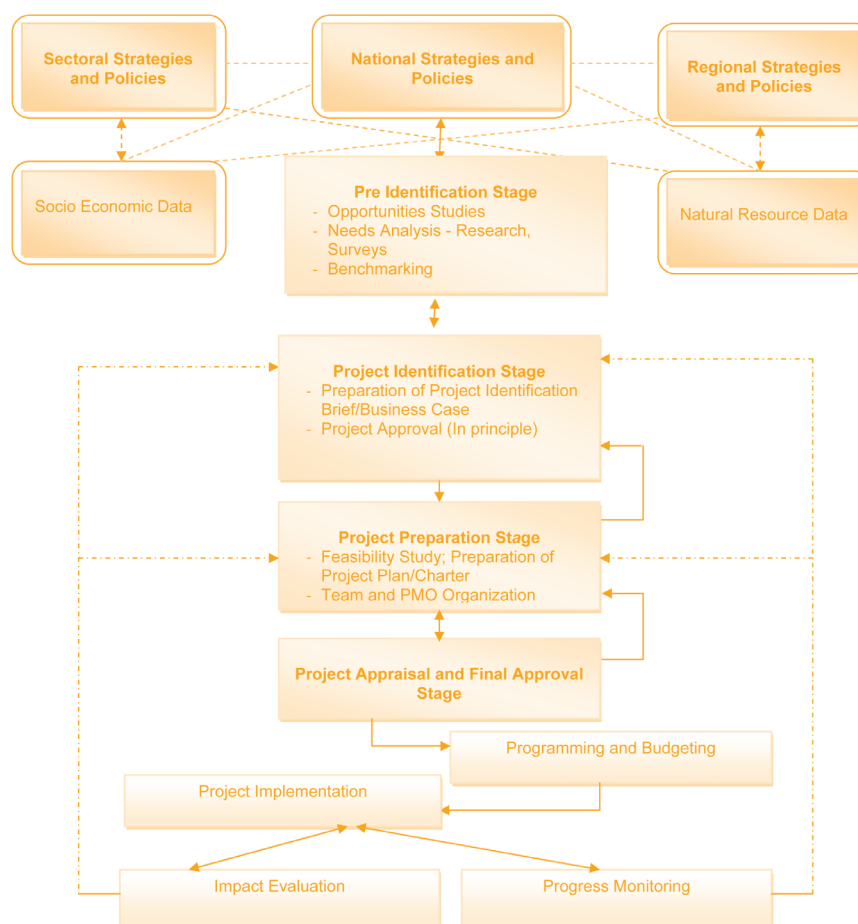 Sectoral Strategies
and Policies
National Strategies and
Policies
Regional Strategies
and Policies
Socio Economic Data
Pre Identification Stage
- Opportunities Studies
- Needs Analysis - Research,
Surveys
- Benchmarking
Natural Resource Data
Project Identification Stage
- Preparation of Project Identification
Brief/Business Case
- Project Approval (In principle)
Project Preparation Stage
- Feasibility Study; Preparation of
Project Plan/Charter
- Team and PMO Organization
Project Appraisal and Final Approval
Stage
Programming and Budgeting
Project Implementation
Impact Evaluation
Progress Monitoring